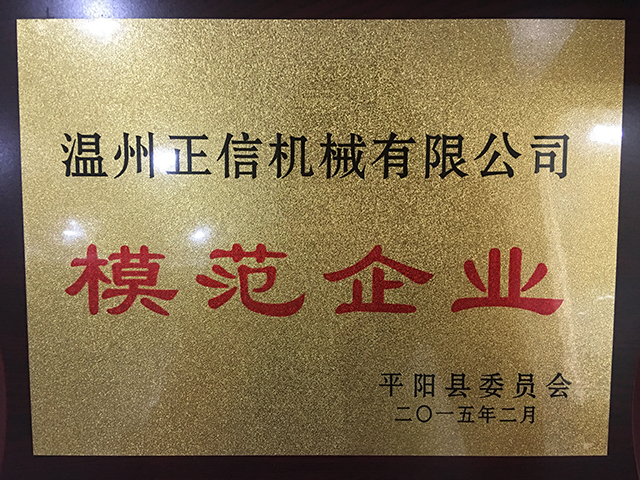 温州正信机械有限公司
模范企业
平阳县委员会
二〇一五年二月